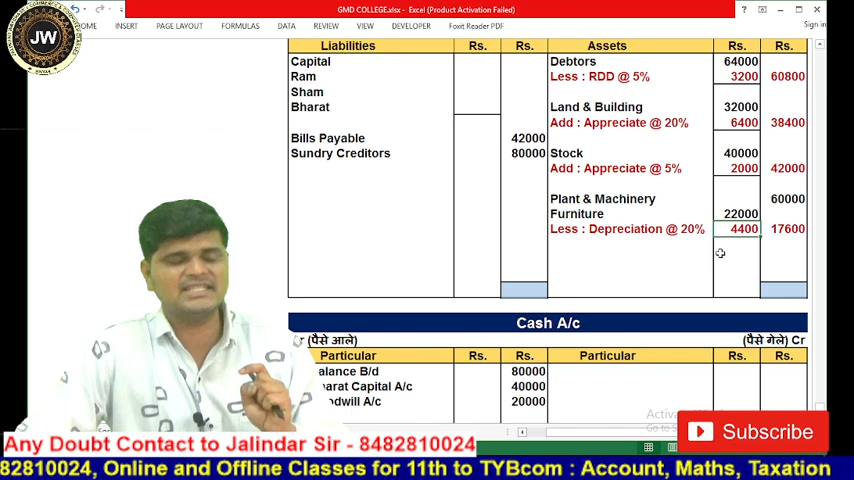 GMD COLLEGE.xlsx - Excel (Product Activation Failed)
HOME INSERT PAGE LAYOUT FORMULAS DATA REVIEW VIEW DEVELOPER Foxit Reader PDF Sign in
JW
Liabilities Rs. Rs. Assets Rs. Rs.
Capital Debtors 64000
Ram Less : RDD @ 5% 3200 60800
Sham
Bharat Land & Building 32000
Add : Appreciate @ 20% 6400 38400
Bills Payable 42000
Sundry Creditors 80000 Stock 40000
Add : Appreciate @ 5% 2000 42000
Plant & Machinery 60000
Furniture 22000
Less : Depreciation @ 20% 4400 17600
Cash A/c
(पैसे आले) (पैसे गेले) Cr
Particular Rs. Rs. Particular Rs. Rs.
alance B/d 80000
arat Capital A/c 40000
odwill A/c 20000
Subscribe
Any Doubt Contact to Jalindar Sir - 8482810024
82810024, Online and Offline Classes for 11th to TYBcom : Account, Maths, Taxation